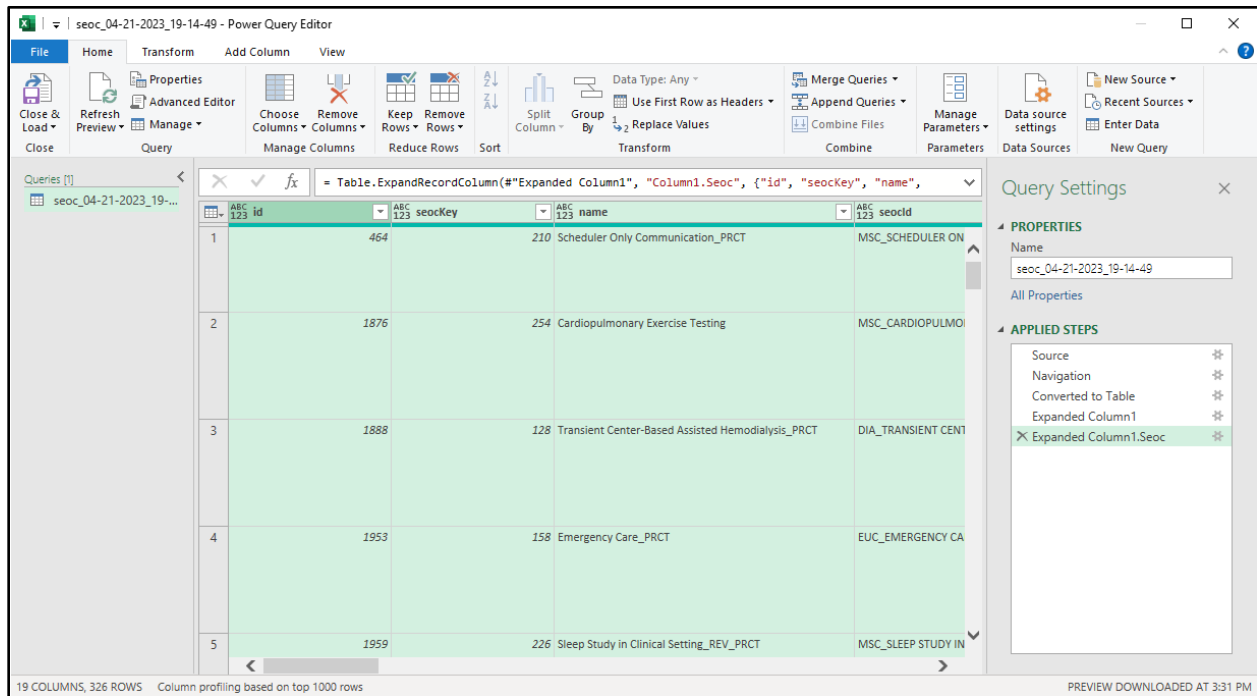 seoc_04-21-2023_19-14-49 - Power Query Editor
File Home Transform Add Column View
Close & Load
Close
Refresh Preview
Properties
Advanced Editor
Manage
Query
Choose Columns
Remove Columns
Manage Columns
Keep Rows
Remove Rows
Reduce Rows
Sort
Split Column
Group By
Data Type: Any
Use First Row as Headers
Replace Values
Transform
Merge Queries
Append Queries
Combine Files
Combine
Manage Parameters
Parameters
Data source settings
Data Sources
New Source
Recent Sources
Enter Data
New Query
Queries [1]
seoc_04-21-2023_19-...
fx = Table.ExpandRecordColumn(#"Expanded Column1", "Column1.Seoc", {"id", "seocKey", "name",
ABC 123 id ABC 123 seocKey ABC 123 name ABC 123 seocId
1 464 210 Scheduler Only Communication_PRCT MSC_SCHEDULER ON
2 1876 254 Cardiopulmonary Exercise Testing MSC_CARDIOPULMO
3 1888 128 Transient Center-Based Assisted Hemodialysis_PRCT DIA_TRANSIENT CENT
4 1953 158 Emergency Care_PRCT EUC_EMERGENCY CA
5 1959 226 Sleep Study in Clinical Setting_REV_PRCT MSC_SLEEP STUDY IN
Query Settings
PROPERTIES
Name
seoc_04-21-2023_19-14-49
All Properties
APPLIED STEPS
Source
Navigation
Converted to Table
Expanded Column1
Expanded Column1.Seoc
19 COLUMNS, 326 ROWS Column profiling based on top 1000 rows
PREVIEW DOWNLOADED AT 3:31 PM